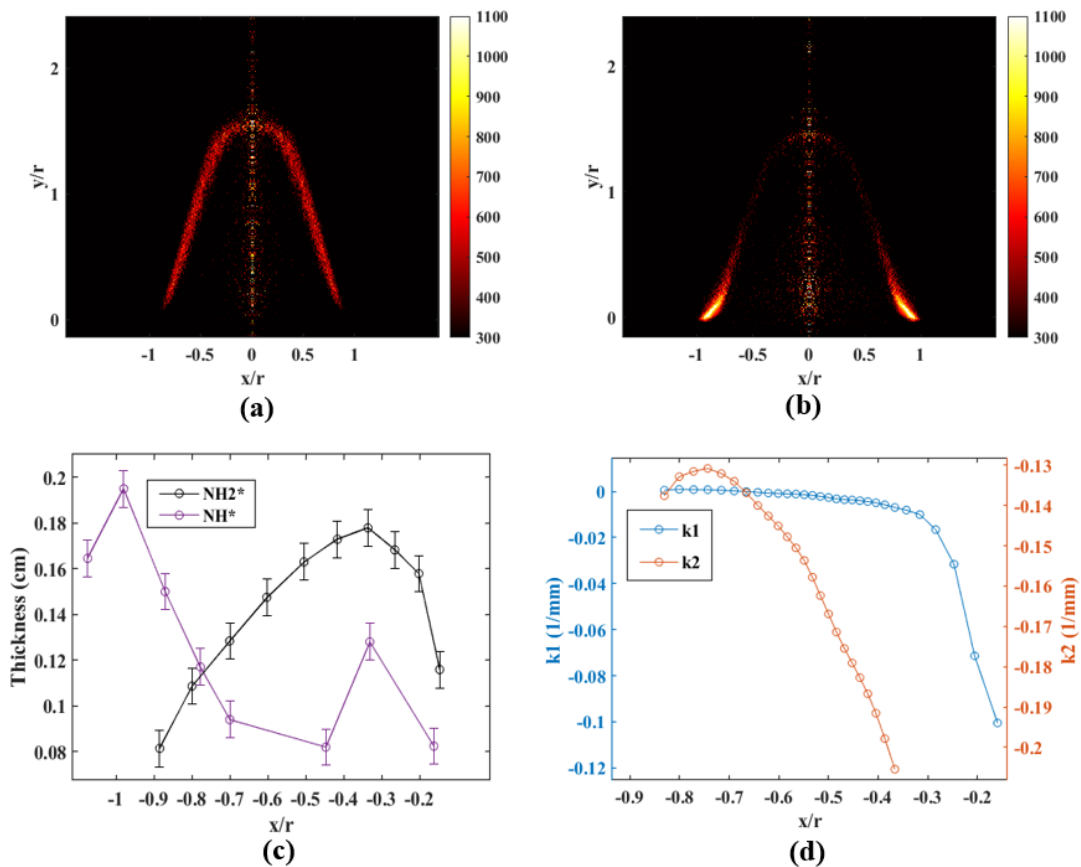 2
1
0
y/r
-1 -0.5 0 0.5 1
x/r
1100
1000
900
800
700
600
500
400
300
(a)
2
1
0
y/r
-1 -0.5 0 0.5 1
x/r
1100
1000
900
800
700
600
500
400
300
(b)
0.2
0.18
0.16
0.14
0.12
0.1
0.08
Thickness (cm)
NH2*
NH*
-1 -0.9 -0.8 -0.7 -0.6 -0.5 -0.4 -0.3 -0.2
x/r
(c)
0
-0.02
-0.04
-0.06
-0.08
-0.1
-0.12
k1 (1/mm)
k1
k2
-0.13
-0.14
-0.15
-0.16
-0.17
-0.18
-0.19
-0.2
k2 (1/mm)
-0.9 -0.8 -0.7 -0.6 -0.5 -0.4 -0.3 -0.2
x/r
(d)